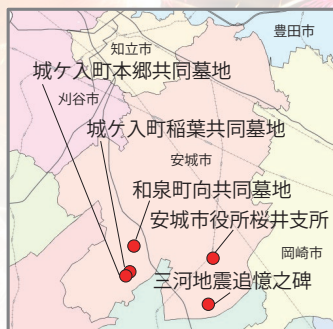 豊田市
知立市
城ケ入町本郷共同墓地
刈谷市
城ケ入町稲葉共同墓地
安城市
和泉町向共同墓地
安城市役所桜井支所
岡崎市
三河地震追憶之碑